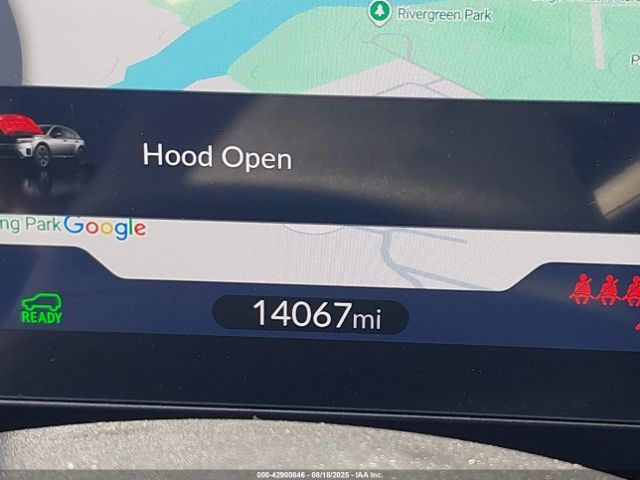 Rivergreen Park
Hood Open
ng Park Google
READY
14067mi
000-42900846 - 08/18/2025 - IAA Inc.